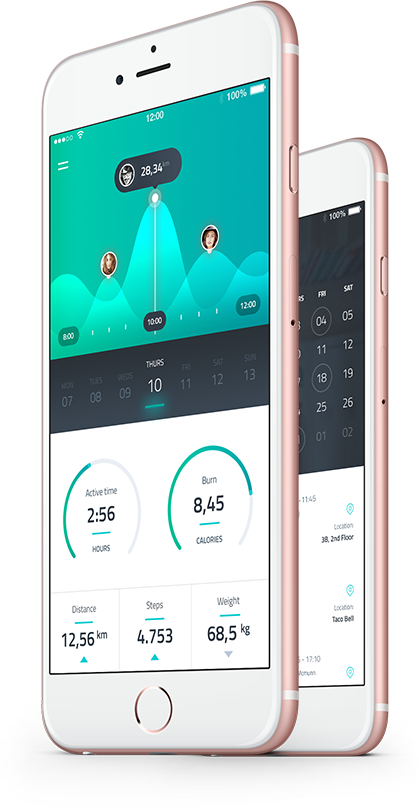 100%
12:00
28,34 km
8:00
10:00
12:00
MON TUES WEDS THURS FRI SAT SUN
07 08 09 10 11 12 13
Active time
2:56
HOURS
Burn
8,45
CALORIES
Distance
12,56 km
Steps
4.753
Weight
68,5 kg
100%
FRI SAT
04 05
11 12
18 19
25 26
01 02
- 11:45
Location:
3B, 2nd Floor
Location:
Taco Bell
- 17:10